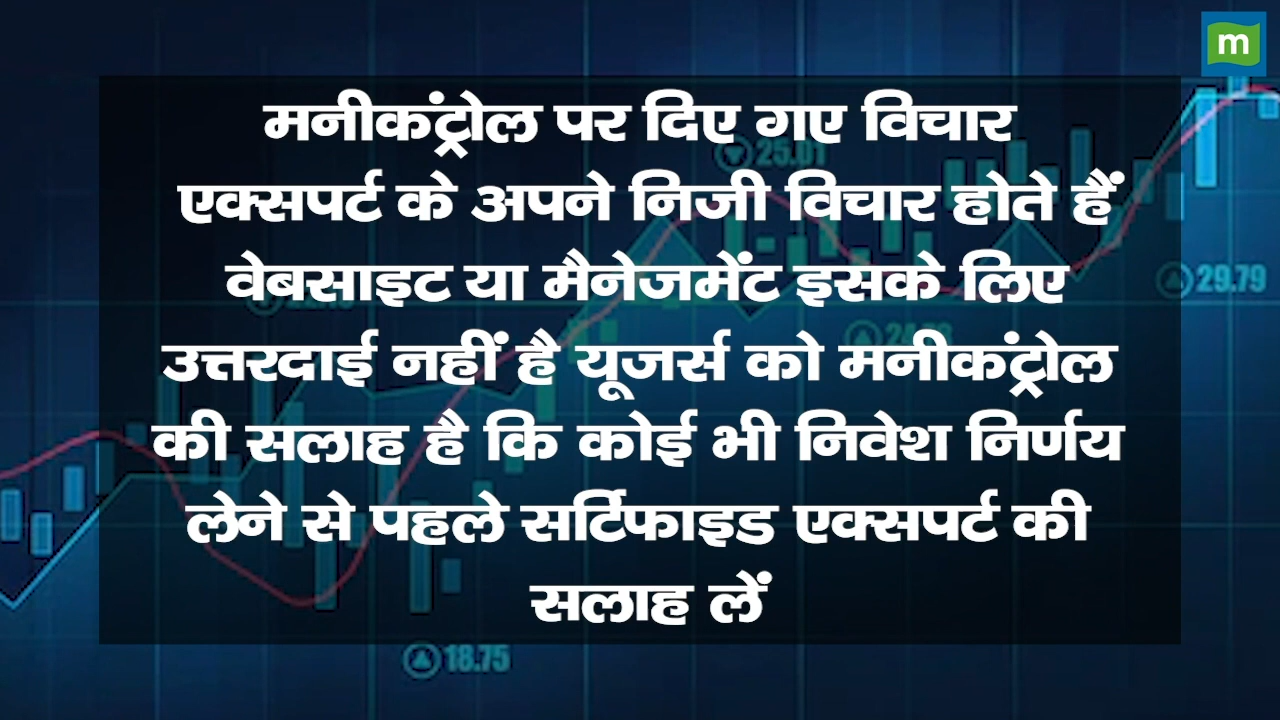 m
मनीकंट्रोल पर दिए गए विचार
एक्सपर्ट के अपने निजी विचार होते हैं
वेबसाइट या मैनेजमेंट इसके लिए
उत्तरदाई नहीं है यूजर्स को मनीकंट्रोल
की सलाह है कि कोई भी निवेश निर्णय
लेने से पहले सर्टिफाइड एक्सपर्ट की
सलाह लें
25.01
29.79
18.75